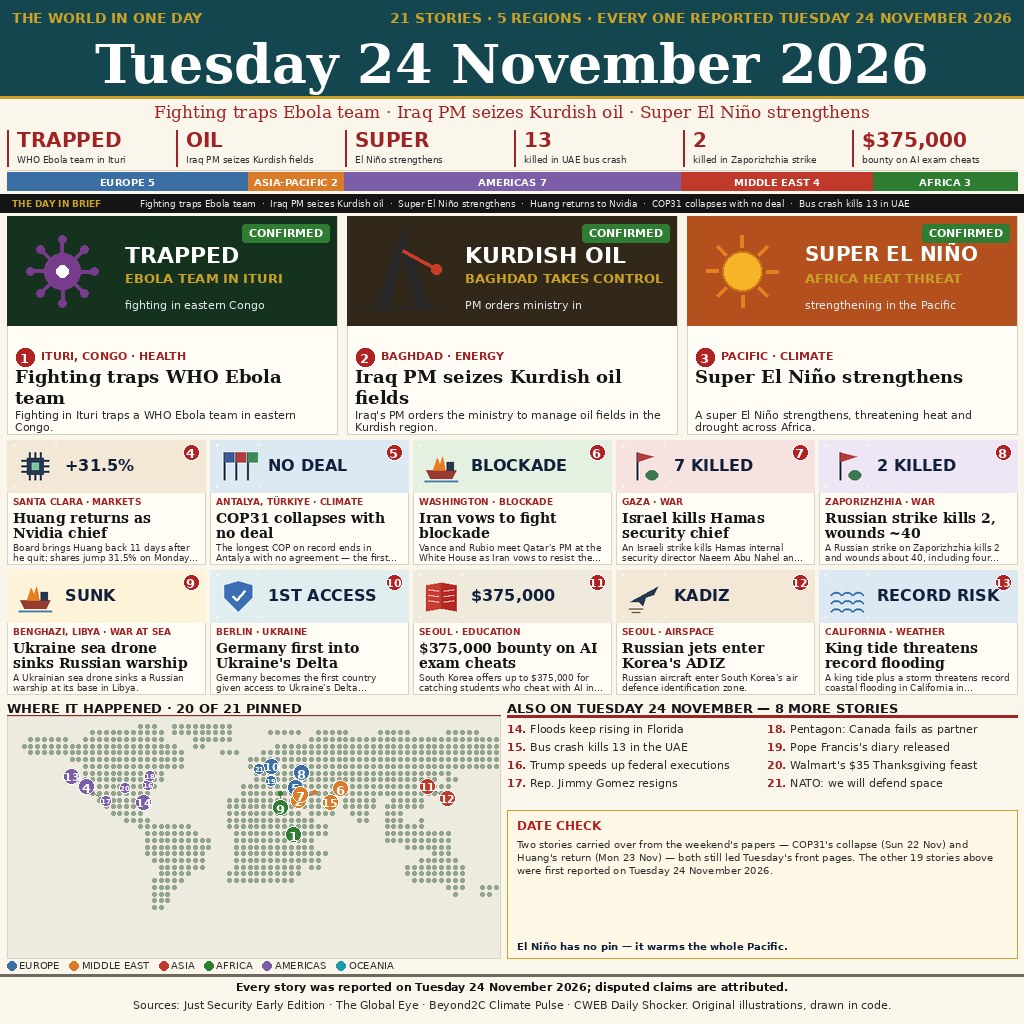 THE WORLD IN ONE DAY
21 STORIES · 5 REGIONS · EVERY ONE REPORTED TUESDAY 24 NOVEMBER 2026
Tuesday 24 November 2026
Fighting traps Ebola team · Iraq PM seizes Kurdish oil · Super El Niño strengthens
TRAPPED
WHO Ebola team in Ituri
OIL
Iraq PM seizes Kurdish fields
SUPER
El Niño strengthens
13
killed in UAE bus crash
2
killed in Zaporizhzhia strike
$375,000
bounty on AI exam cheats
EUROPE 5
ASIA-PACIFIC 2
AMERICAS 7
MIDDLE EAST 4
AFRICA 3
THE DAY IN BRIEF
Fighting traps Ebola team · Iraq PM seizes Kurdish oil · Super El Niño strengthens · Huang returns to Nvidia · COP31 collapses with no deal · Bus crash kills 13 in UAE
CONFIRMED
TRAPPED
EBOLA TEAM IN ITURI
fighting in eastern Congo
1 ITURI, CONGO · HEALTH
Fighting traps WHO Ebola
team
Fighting in Ituri traps a WHO Ebola team in eastern
Congo.
CONFIRMED
KURDISH OIL
BAGHDAD TAKES CONTROL
PM orders ministry in
2 BAGHDAD · ENERGY
Iraq PM seizes Kurdish oil
fields
Iraq's PM orders the ministry to manage oil fields in the
Kurdish region.
CONFIRMED
SUPER EL NIÑO
AFRICA HEAT THREAT
strengthening in the Pacific
3 PACIFIC · CLIMATE
Super El Niño strengthens
A super El Niño strengthens, threatening heat and
drought across Africa.
+31.5%
4
SANTA CLARA · MARKETS
Huang returns as
Nvidia chief
Board brings Huang back 11 days after
he quit; shares jump 31.5% on Monday…
NO DEAL
5
ANTALYA, TÜRKIYE · CLIMATE
COP31 collapses with
no deal
The longest COP on record ends in
Antalya with no agreement — the first…
BLOCKADE
6
WASHINGTON · BLOCKADE
Iran vows to fight
blockade
Vance and Rubio meet Qatar's PM at the
White House as Iran vows to resist the…
7 KILLED
7
GAZA · WAR
Israel kills Hamas
security chief
An Israeli strike kills Hamas internal
security director Naeem Abu Nahel an…
2 KILLED
8
ZAPORIZHZHIA · WAR
Russian strike kills 2,
wounds ~40
A Russian strike on Zaporizhzhia kills 2
and wounds about 40, including four…
SUNK
9
BENGHAZI, LIBYA · WAR AT SEA
Ukraine sea drone
sinks Russian warship
A Ukrainian sea drone sinks a Russian
warship at its base in Libya.
1ST ACCESS
10
BERLIN · UKRAINE
Germany first into
Ukraine's Delta
Germany becomes the first country
given access to Ukraine's Delta…
$375,000
11
SEOUL · EDUCATION
$375,000 bounty on AI
exam cheats
South Korea offers up to $375,000 for
catching students who cheat with AI in…
KADIZ
12
SEOUL · AIRSPACE
Russian jets enter
Korea's ADIZ
Russian aircraft enter South Korea's air
defence identification zone.
RECORD RISK
13
CALIFORNIA · WEATHER
King tide threatens
record flooding
A king tide plus a storm threatens record
coastal flooding in California in…
WHERE IT HAPPENED · 20 OF 21 PINNED
13
4
17
20
18
16
14
21
10
19
8
5
7
9
6
15
1
11
12
EUROPE
MIDDLE EAST
ASIA
AFRICA
AMERICAS
OCEANIA
ALSO ON TUESDAY 24 NOVEMBER — 8 MORE STORIES
14. Floods keep rising in Florida
15. Bus crash kills 13 in the UAE
16. Trump speeds up federal executions
17. Rep. Jimmy Gomez resigns
18. Pentagon: Canada fails as partner
19. Pope Francis's diary released
20. Walmart's $35 Thanksgiving feast
21. NATO: we will defend space
DATE CHECK
Two stories carried over from the weekend's papers — COP31's collapse (Sun 22 Nov) and
Huang's return (Mon 23 Nov) — both still led Tuesday's front pages. The other 19 stories above
were first reported on Tuesday 24 November 2026.
El Niño has no pin — it warms the whole Pacific.
Every story was reported on Tuesday 24 November 2026; disputed claims are attributed.
Sources: Just Security Early Edition · The Global Eye · Beyond2C Climate Pulse · CWEB Daily Shocker. Original illustrations, drawn in code.